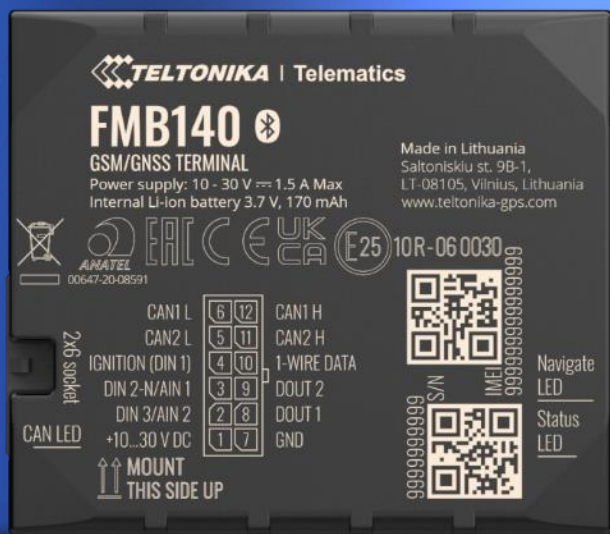 TELTONIKA | Telematics
FMB140
GSM/GNSS TERMINAL
Power supply: 10 - 30 V ⎓ 1.5 A Max
Internal Li-ion battery 3.7 V, 170 mAh
Made in Lithuania
Saltoniskiu st. 9B-1,
LT-08105, Vilnius, Lithuania
www.teltonika-gps.com
ANATEL
00647-20-08591
EAC CE UKCA
E25 10R-06 0030
CAN1 L 6 12 CAN1 H
CAN2 L 5 11 CAN2 H
IGNITION (DIN 1) 4 10 1-WIRE DATA
DIN 2-N/AIN 1 3 9 DOUT 2
DIN 3/AIN 2 2 8 DOUT 1
+10...30 V DC 1 7 GND
2x6 socket
CAN LED
MOUNT
THIS SIDE UP
S/N
IMEI
Navigate
LED
Status
LED